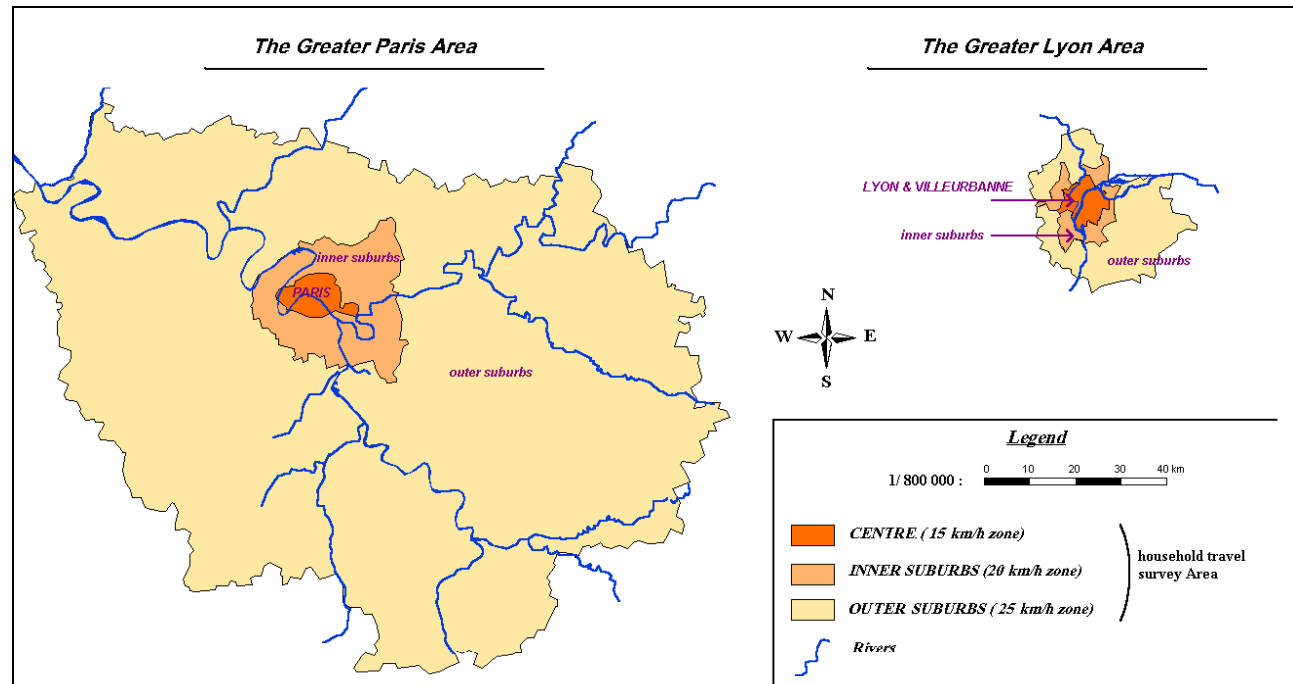 The Greater Paris Area
The Greater Lyon Area
LYON & VILLEURBANNE
inner suburbs
outer suburbs
inner suburbs
PARIS
outer suburbs
N
W
E
S
Legend
1/ 800 000 :
0 10 20 30 40 km
CENTRE ( 15 km/h zone)
INNER SUBURBS (20 km/h zone)
OUTER SUBURBS ( 25 km/h zone)
household travel
survey Area
Rivers